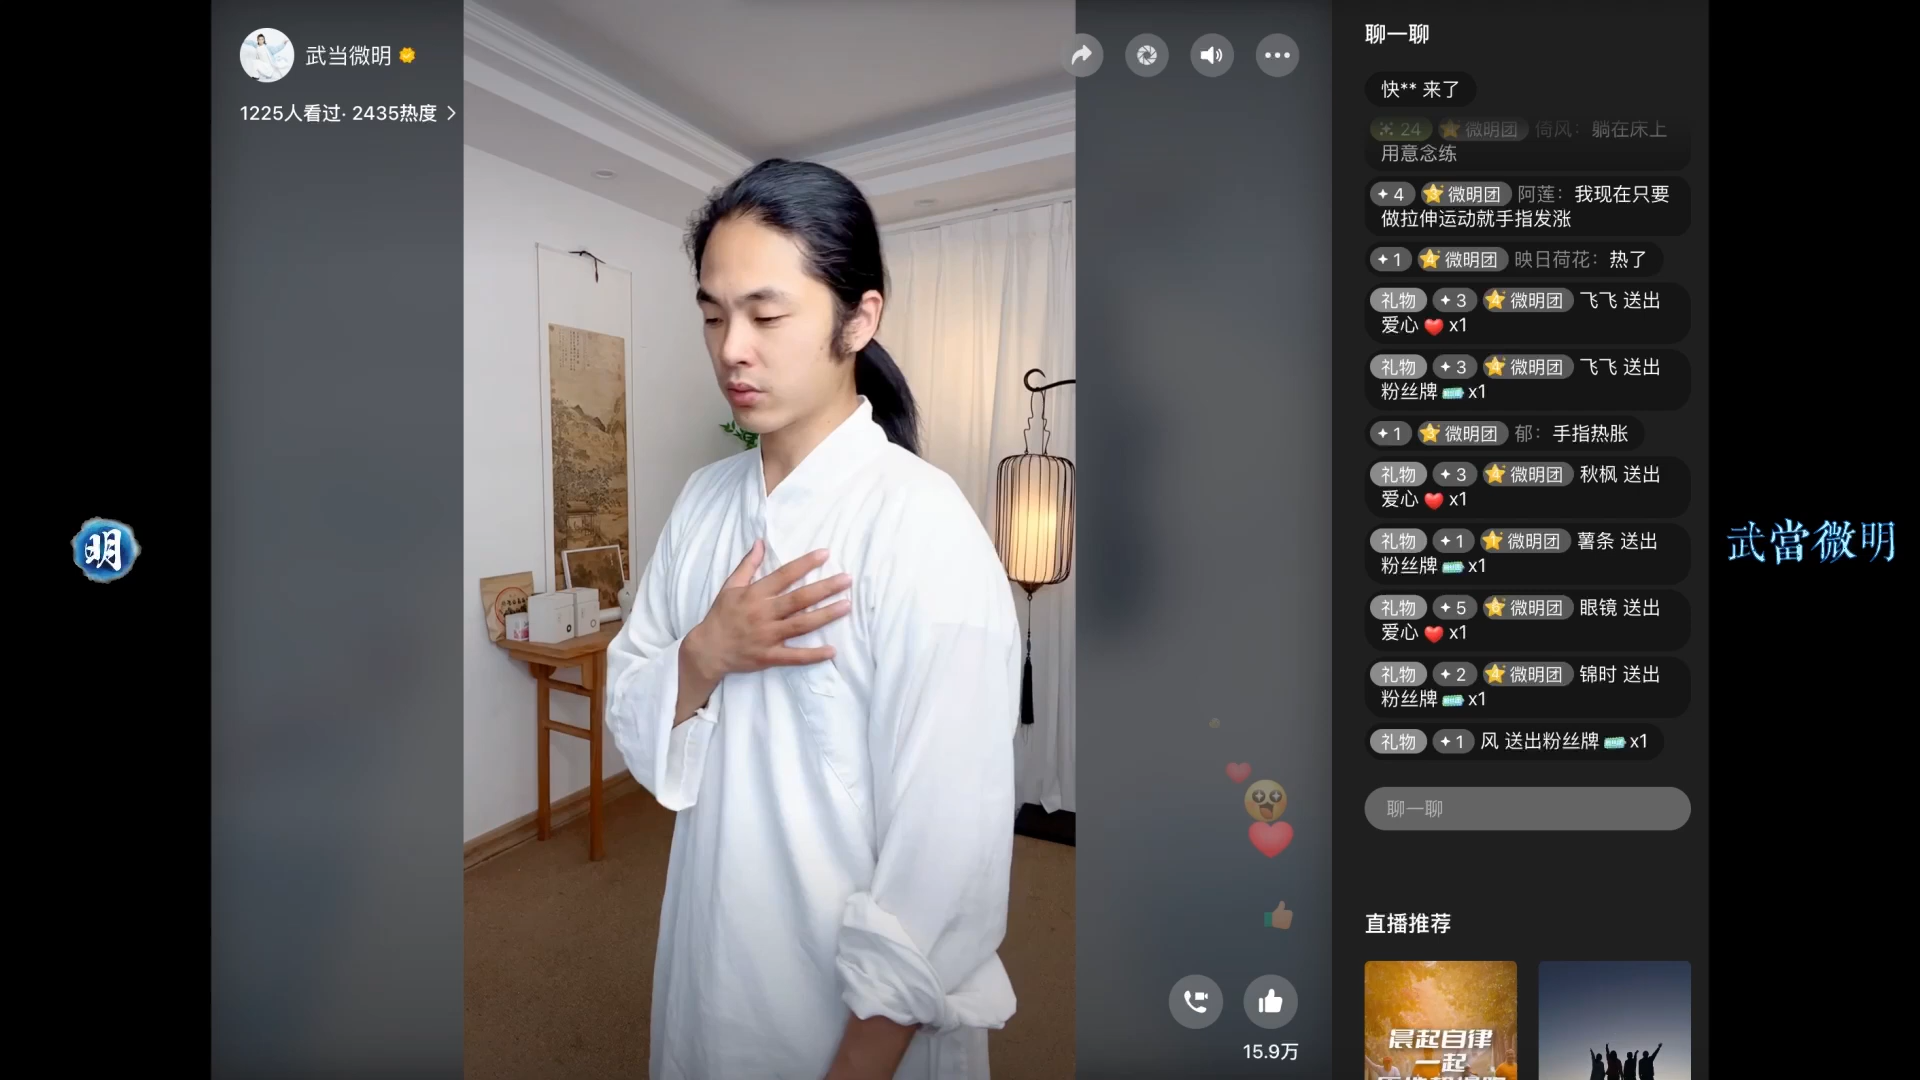 武当微明
1225人看过· 2435热度
聊一聊
快** 来了
24 微明团 倚风：躺在床上
用意念练
4 微明团 阿莲：我现在只要
做拉伸运动就手指发涨
1 微明团 映日荷花：热了
礼物 3 微明团 飞飞 送出
爱心 x1
礼物 3 微明团 飞飞 送出
粉丝牌 x1
1 微明团 郁：手指热胀
礼物 3 微明团 秋枫 送出
爱心 x1
礼物 1 微明团 薯条 送出
粉丝牌 x1
礼物 5 微明团 眼镜 送出
爱心 x1
礼物 2 微明团 锦时 送出
粉丝牌 x1
礼物 1 风 送出粉丝牌 x1
聊一聊
直播推荐
晨起自律
一起
15.9万
明
武當微明